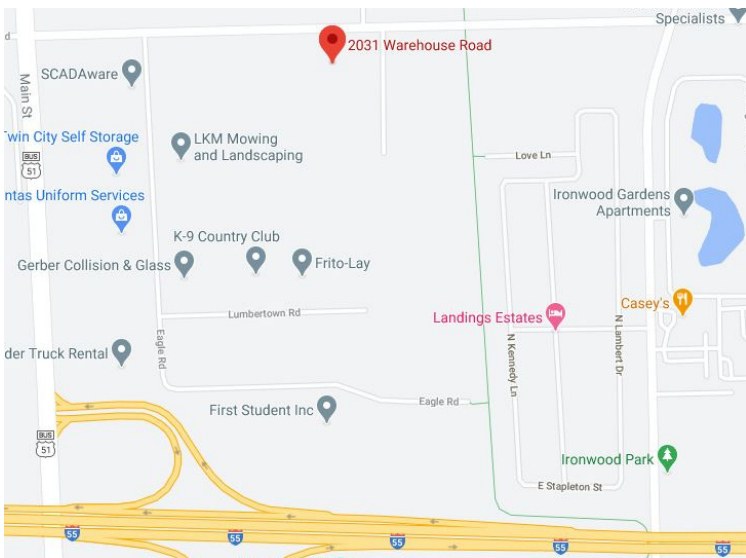 Specialists
d
2031 Warehouse Road
SCADAware
Main St
Twin City Self Storage
LKM Mowing
and Landscaping
BUS
51
Love Ln
ntas Uniform Services
Ironwood Gardens
Apartments
K-9 Country Club
Gerber Collision & Glass
Frito-Lay
Casey's
Lumbertown Rd
Landings Estates
Eagle Rd
N Kennedy Ln
N Lambert Dr
der Truck Rental
Eagle Rd
First Student Inc
BUS
51
Ironwood Park
E Stapleton St
55
55
55
55
55